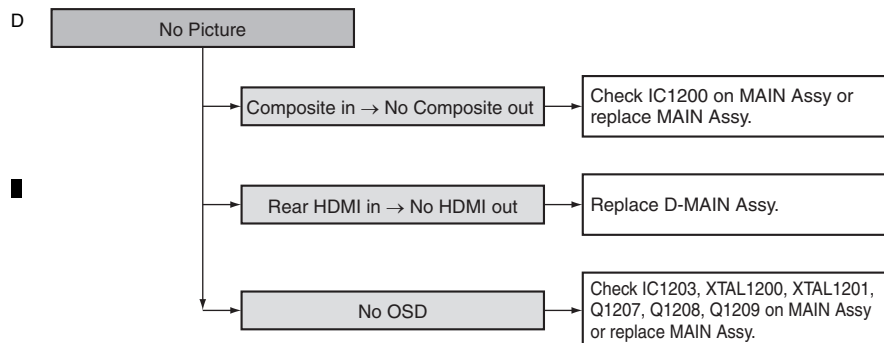 D
No Picture
Composite in → No Composite out
Check IC1200 on MAIN Assy or
replace MAIN Assy.
Rear HDMI in → No HDMI out
Replace D-MAIN Assy.
No OSD
Check IC1203, XTAL1200, XTAL1201,
Q1207, Q1208, Q1209 on MAIN Assy
or replace MAIN Assy.